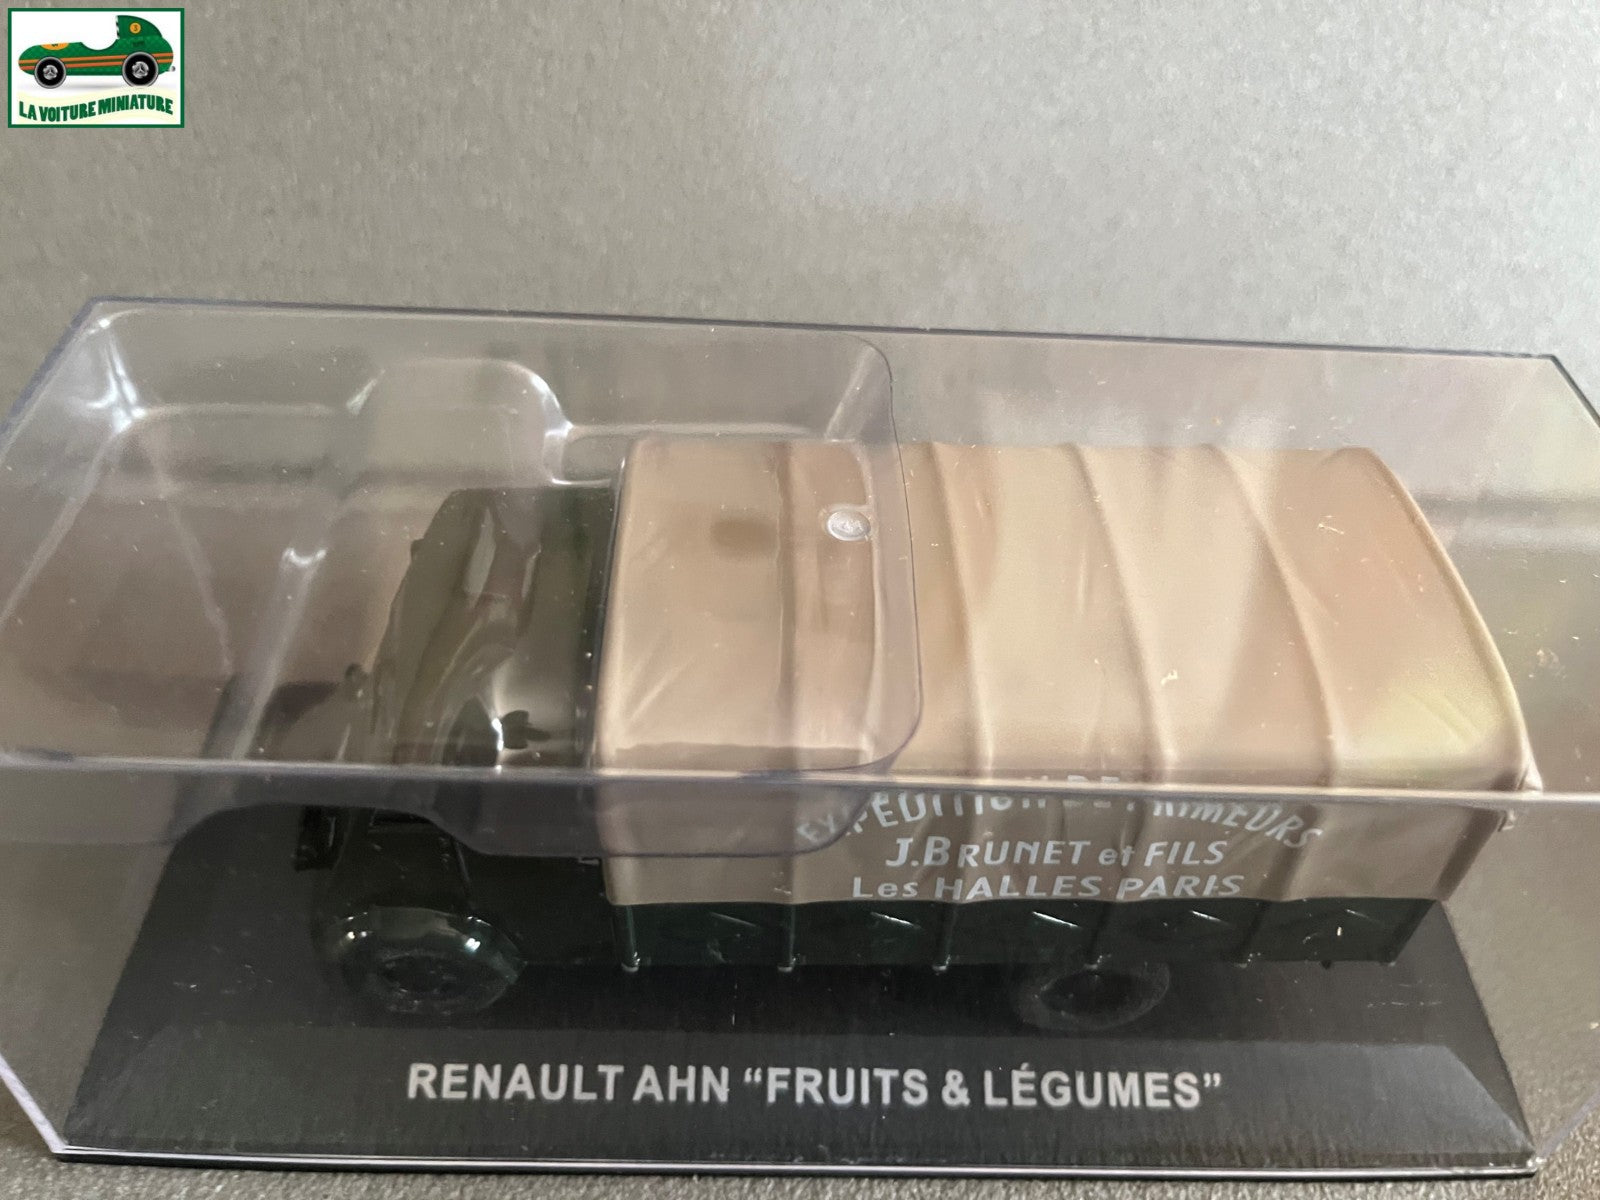 LA VOITURE MINIATURE
EXPEDITION DE PRIMEURS
J.BRUNET et FILS
Les HALLES PARIS
RENAULT AHN “FRUITS & LÉGUMES”